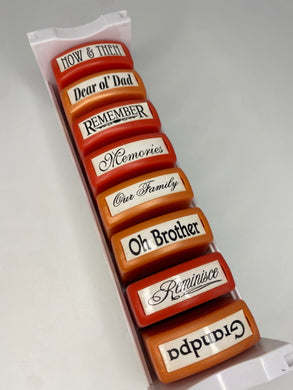 NOW & THEN
Dear ol' Dad
REMEMBER
Memories
Our Family
Oh Brother
Reminisce
Grandpa